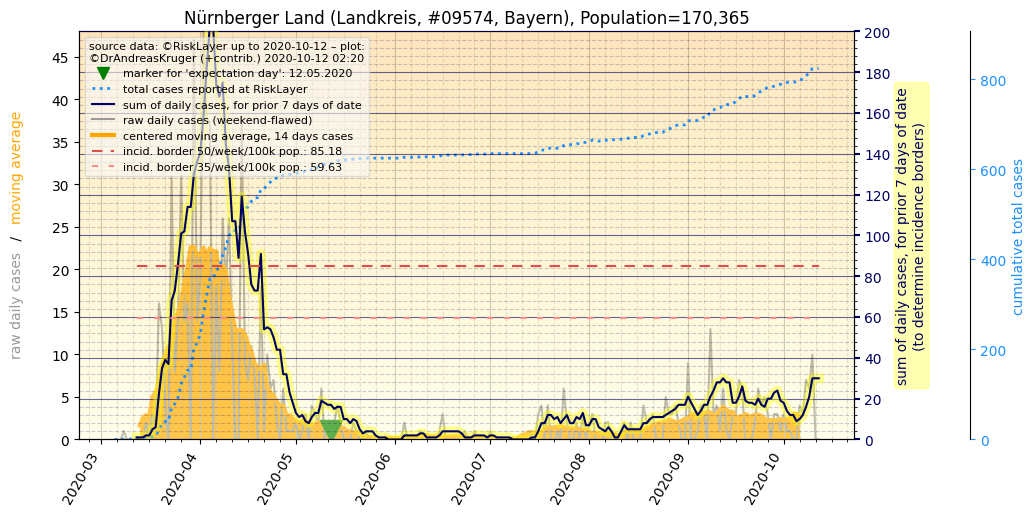 Nürnberger Land (Landkreis, #09574, Bayern), Population=170,365
source data: ©RiskLayer up to 2020-10-12 – plot:
©DrAndreasKruger (+contrib.) 2020-10-12 02:20
marker for 'expectation day': 12.05.2020
total cases reported at RiskLayer
sum of daily cases, for prior 7 days of date
raw daily cases (weekend-flawed)
centered moving average, 14 days cases
incid. border 50/week/100k pop.: 85.18
incid. border 35/week/100k pop.: 59.63
raw daily cases / moving average
45
40
35
30
25
20
15
10
5
0
2020-03
2020-04
2020-05
2020-06
2020-07
2020-08
2020-09
2020-10
200
180
160
140
120
100
80
60
40
20
0
sum of daily cases, for prior 7 days of date
(to determine incidence borders)
800
600
400
200
0
cumulative total cases